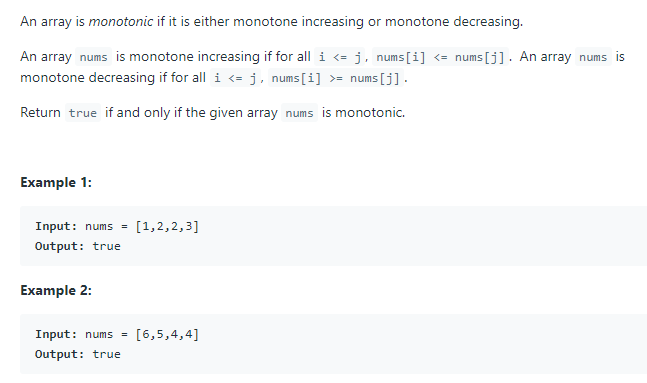 An array is monotonic if it is either monotone increasing or monotone decreasing.
An array nums is monotone increasing if for all i <= j, nums[i] <= nums[j]. An array nums is
monotone decreasing if for all i <= j, nums[i] >= nums[j].
Return true if and only if the given array nums is monotonic.
Example 1:
Input: nums = [1,2,2,3]
Output: true
Example 2:
Input: nums = [6,5,4,4]
Output: true